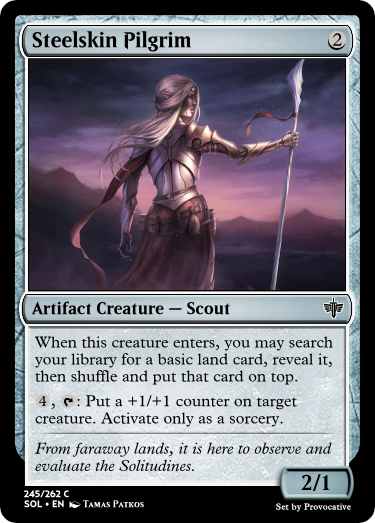 Steelskin Pilgrim 2
Artifact Creature — Scout
When this creature enters, you may search
your library for a basic land card, reveal it,
then shuffle and put that card on top.
4, : Put a +1/+1 counter on target
creature. Activate only as a sorcery.
From faraway lands, it is here to observe and
evaluate the Solitudines.
2/1
245/262 C
SOL • EN Tamas Patkos
Set by Provocative